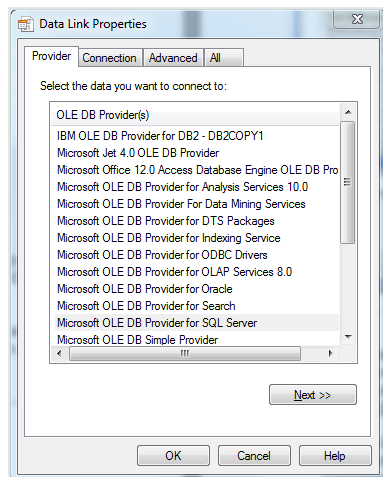 Data Link Properties
Provider Connection Advanced All
Select the data you want to connect to:
OLE DB Provider(s)
IBM OLE DB Provider for DB2 - DB2COPY1
Microsoft Jet 4.0 OLE DB Provider
Microsoft Office 12.0 Access Database Engine OLE DB Pro
Microsoft OLE DB Provider for Analysis Services 10.0
Microsoft OLE DB Provider For Data Mining Services
Microsoft OLE DB Provider for DTS Packages
Microsoft OLE DB Provider for Indexing Service
Microsoft OLE DB Provider for ODBC Drivers
Microsoft OLE DB Provider for OLAP Services 8.0
Microsoft OLE DB Provider for Oracle
Microsoft OLE DB Provider for Search
Microsoft OLE DB Provider for SQL Server
Microsoft OLE DB Simple Provider
Next >>
OK Cancel Help